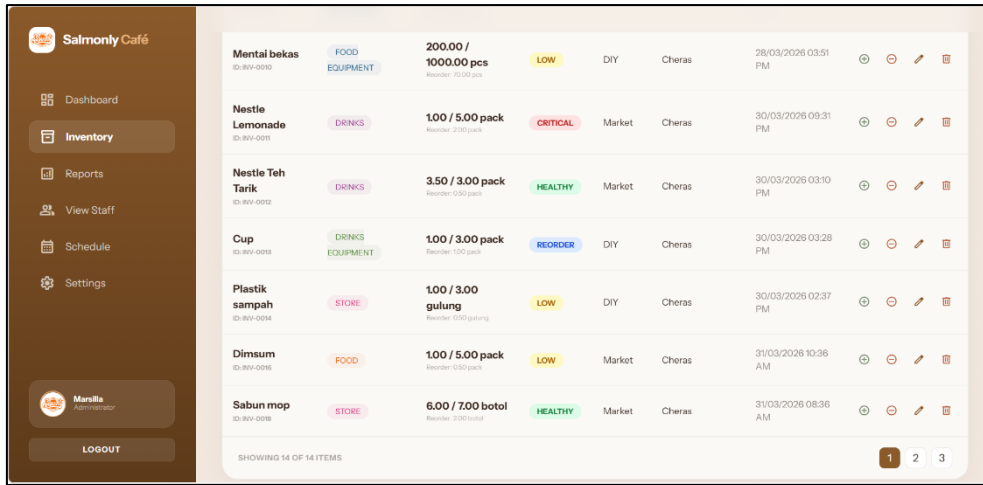 Salmonly Café
Dashboard
Inventory
Reports
View Staff
Schedule
Settings
Marsilla
Administrator
LOGOUT
Mentai bekas
ID: INV-0010
FOOD
EQUIPMENT
200.00 /
1000.00 pcs
Reorder: 70.00 pcs
LOW
DIY
Cheras
28/03/2026 03:51
PM
Nestle
Lemonade
ID: INV-0011
DRINKS
1.00 / 5.00 pack
Reorder: 2.00 pack
CRITICAL
Market
Cheras
30/03/2026 09:31
PM
Nestle Teh
Tarik
ID: INV-0012
DRINKS
3.50 / 3.00 pack
Reorder: 0.50 pack
HEALTHY
Market
Cheras
30/03/2026 03:10
PM
Cup
ID: INV-0013
DRINKS
EQUIPMENT
1.00 / 3.00 pack
Reorder: 1.00 pack
REORDER
DIY
Cheras
30/03/2026 03:28
PM
Plastik
sampah
ID: INV-0014
STORE
1.00 / 3.00
gulung
Reorder: 0.50 gulung
LOW
DIY
Cheras
30/03/2026 02:37
PM
Dimsum
ID: INV-0016
FOOD
1.00 / 5.00 pack
Reorder: 0.50 pack
LOW
Market
Cheras
31/03/2026 10:36
AM
Sabun mop
ID: INV-0018
STORE
6.00 / 7.00 botol
Reorder: 2.00 botol
HEALTHY
Market
Cheras
31/03/2026 08:36
AM
SHOWING 14 OF 14 ITEMS
1 2 3